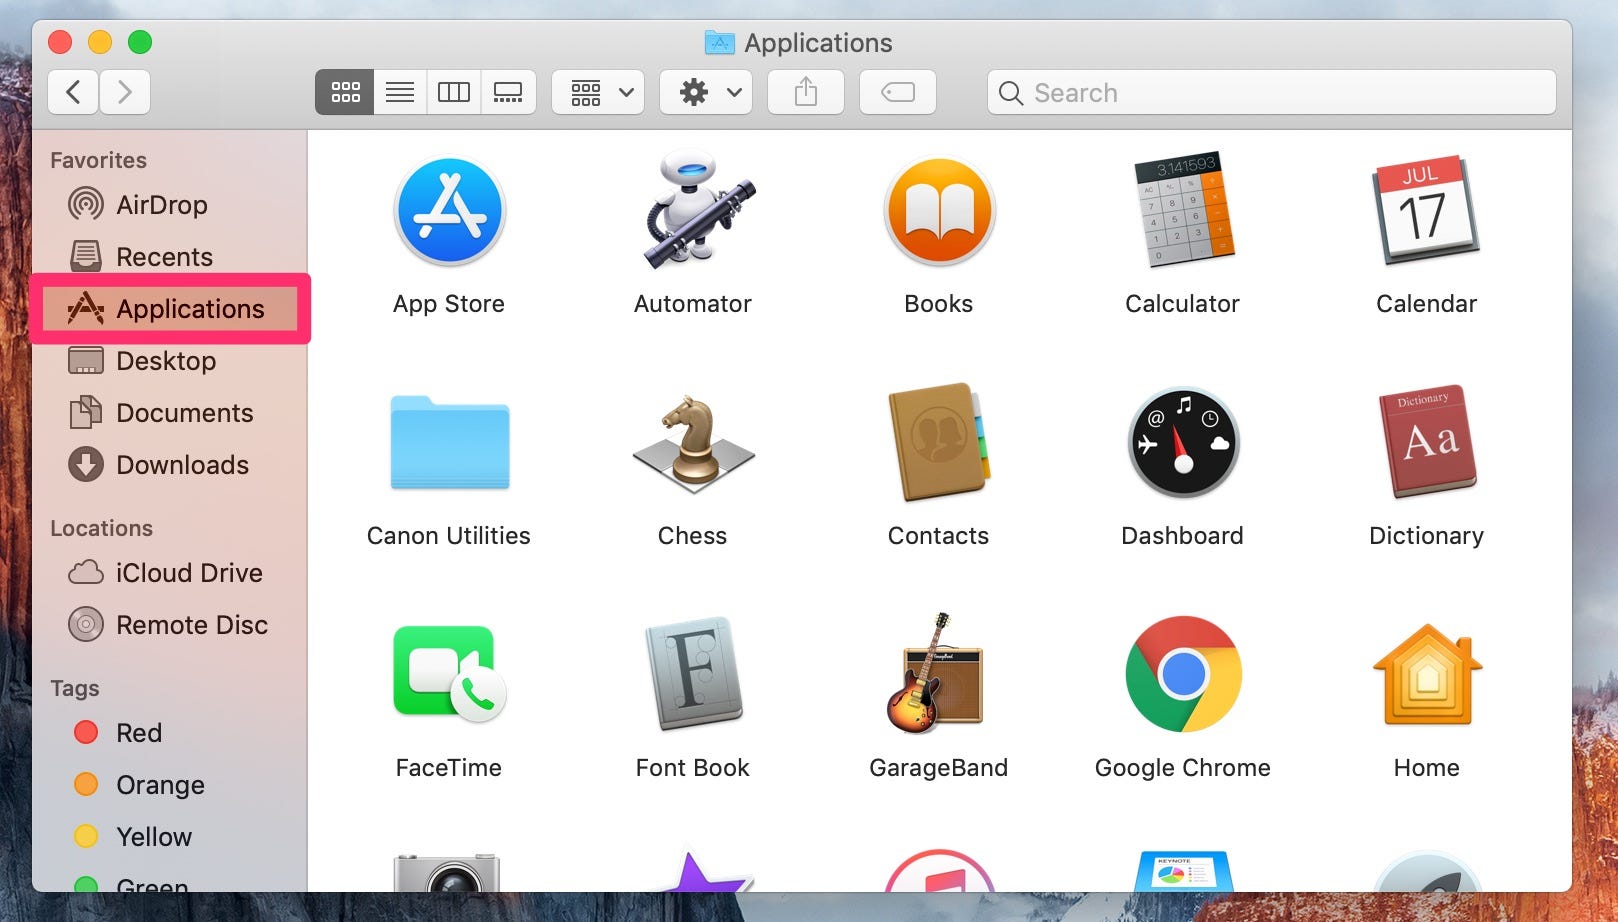 Applications
Search
Favorites
AirDrop
Recents
Applications
Desktop
Documents
Downloads
Locations
iCloud Drive
Remote Disc
Tags
Red
Orange
Yellow
Green
3.141593
JUL
17
App Store
Automator
Books
Calculator
Calendar
Dictionary
Aa
Canon Utilities
Chess
Contacts
Dashboard
Dictionary
F
FaceTime
Font Book
GarageBand
Google Chrome
Home
KEYNOTE